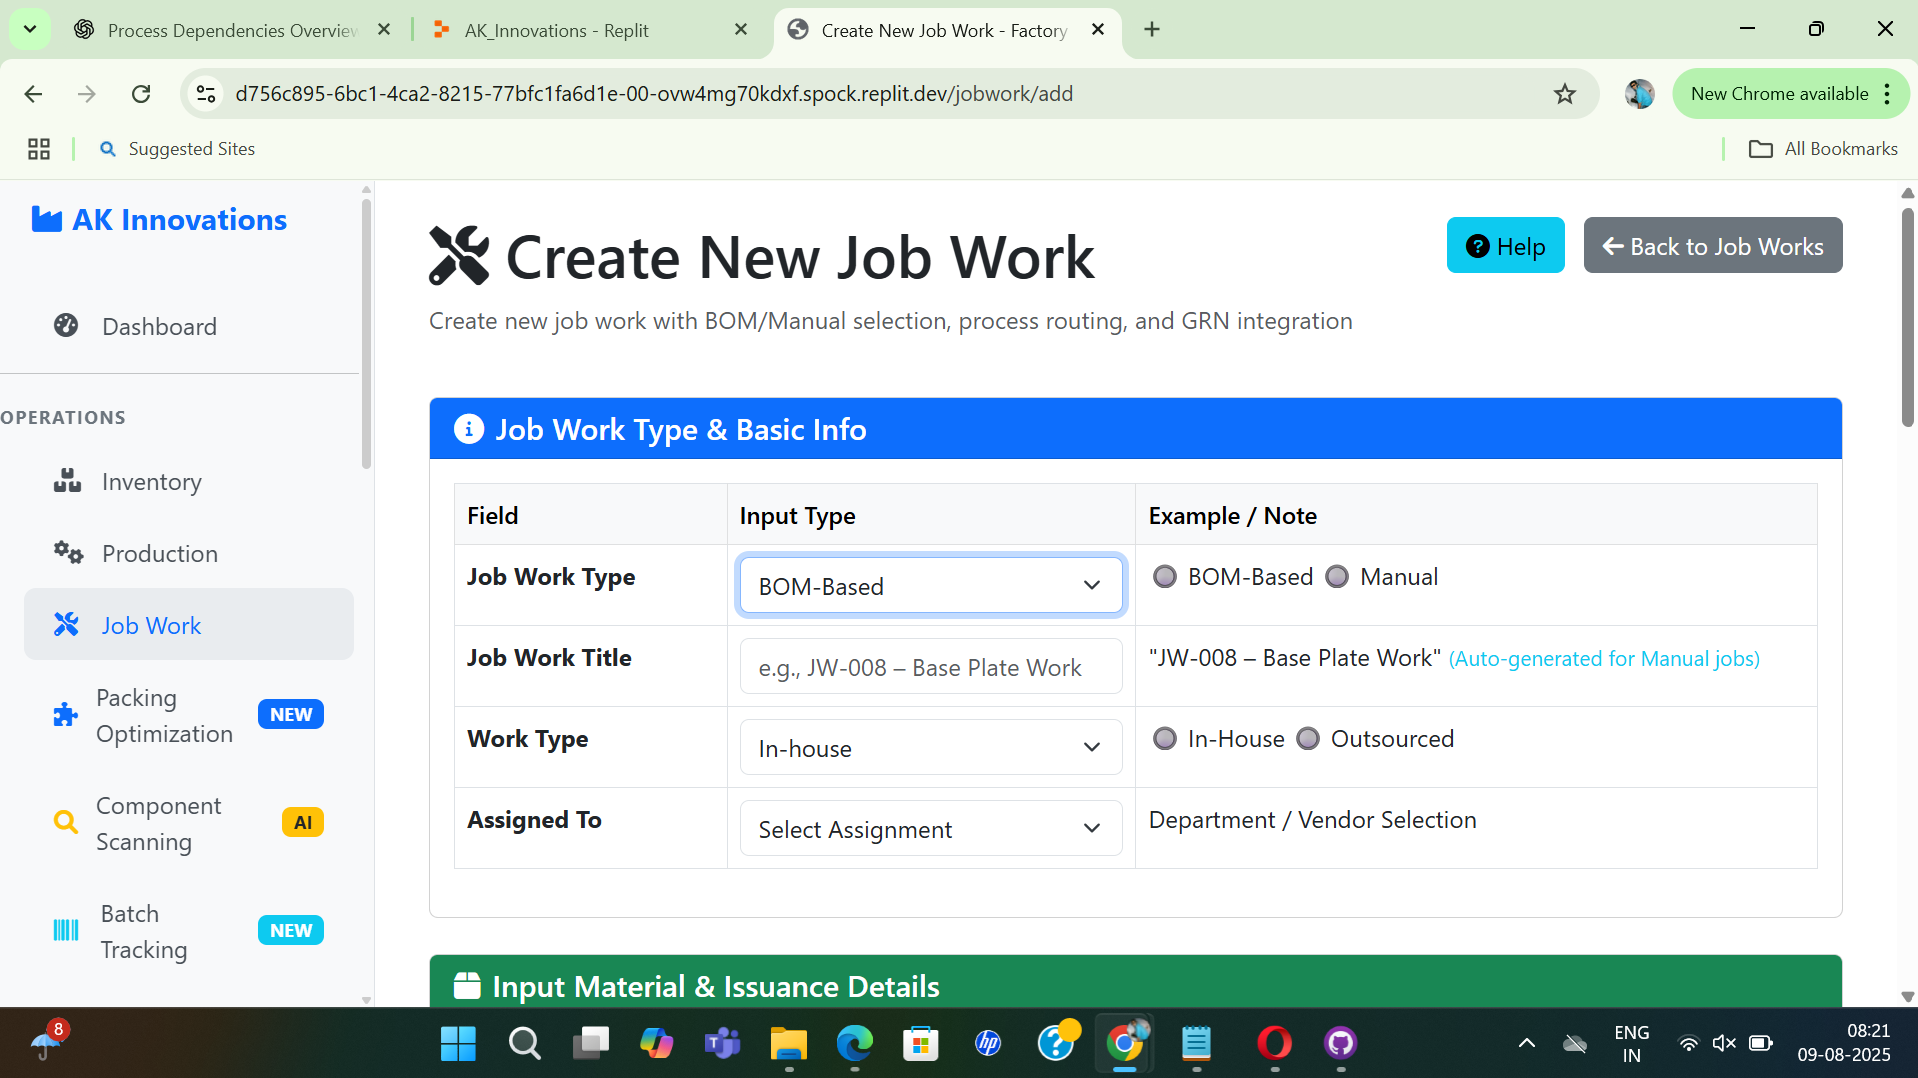 Process Dependencies Overview
AK_Innovations - Replit
Create New Job Work - Factory
d756c895-6bc1-4ca2-8215-77bfc1fa6d1e-00-ovw4mg70kdxf.spock.replit.dev/jobwork/add
New Chrome available
Suggested Sites
All Bookmarks
AK Innovations
Dashboard
OPERATIONS
Inventory
Production
Job Work
Packing
Optimization
NEW
Component
Scanning
AI
Batch
Tracking
NEW
Create New Job Work
Help
Back to Job Works
Create new job work with BOM/Manual selection, process routing, and GRN integration
Job Work Type & Basic Info
Field Input Type Example / Note
Job Work Type BOM-Based BOM-Based Manual
Job Work Title e.g., JW-008 – Base Plate Work "JW-008 – Base Plate Work" (Auto-generated for Manual jobs)
Work Type In-house In-House Outsourced
Assigned To Select Assignment Department / Vendor Selection
Input Material & Issuance Details
8
hp
ENG
IN
08:21
09-08-2025